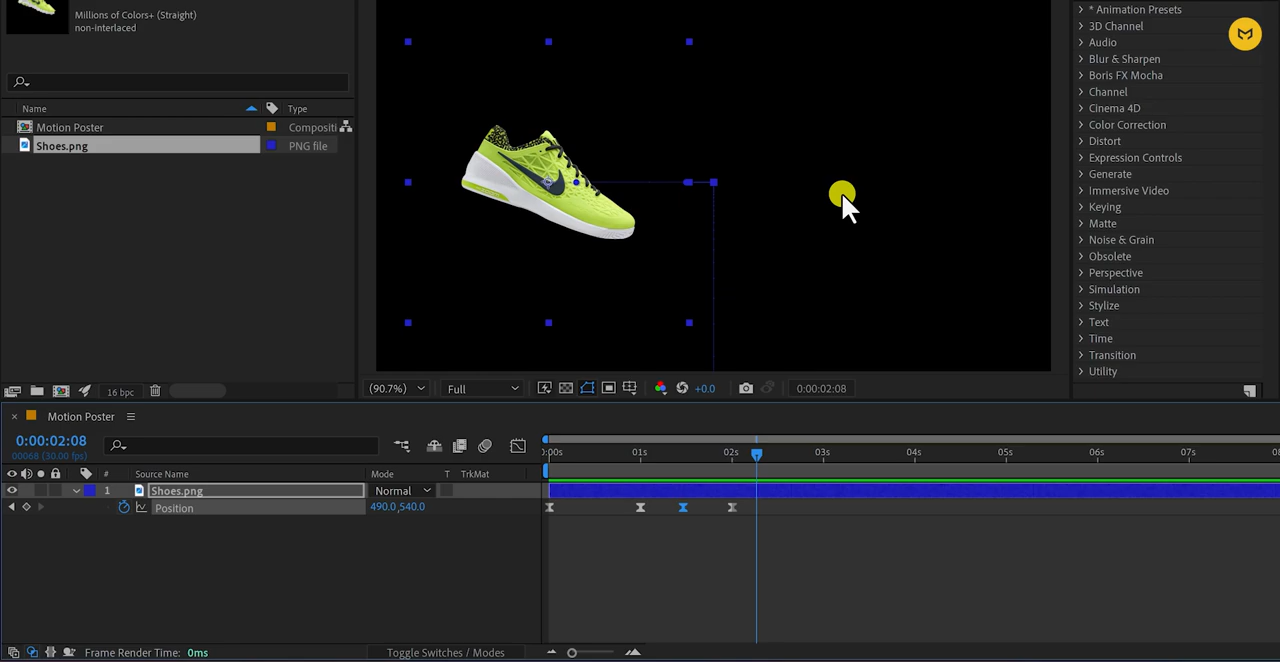 Millions of Colors+ (Straight)
non-interlaced
Name Type
Motion Poster Compositi
Shoes.png PNG file
16 bpc
* Animation Presets
3D Channel
Audio
Blur & Sharpen
Boris FX Mocha
Channel
Cinema 4D
Color Correction
Distort
Expression Controls
Generate
Immersive Video
Keying
Matte
Noise & Grain
Obsolete
Perspective
Simulation
Stylize
Text
Time
Transition
Utility
(90.7%) Full +0.0 0:00:02:08
× Motion Poster
0:00:02:08
00068 (30.00 fps)
# Source Name Mode T TrkMat
1 Shoes.png Normal
Position 490.0,540.0
):00s 01s 02s 03s 04s 05s 06s 07s 08
Frame Render Time: 0ms Toggle Switches / Modes